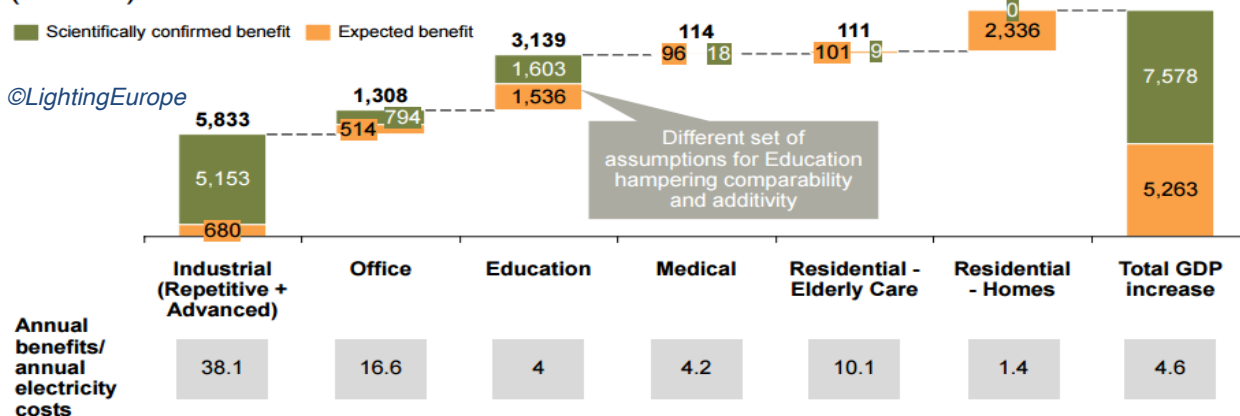 Scientifically confirmed benefit
Expected benefit
©LightingEurope
5,833
5,153
680
1,308
794
514
3,139
1,603
1,536
114
96
18
111
101
9
0
2,336
7,578
5,263
Different set of
assumptions for Education
hampering comparability
and additivity
Industrial
(Repetitive +
Advanced)
Office
Education
Medical
Residential -
Elderly Care
Residential
- Homes
Total GDP
increase
Annual
benefits/
annual
electricity
costs
38.1
16.6
4
4.2
10.1
1.4
4.6